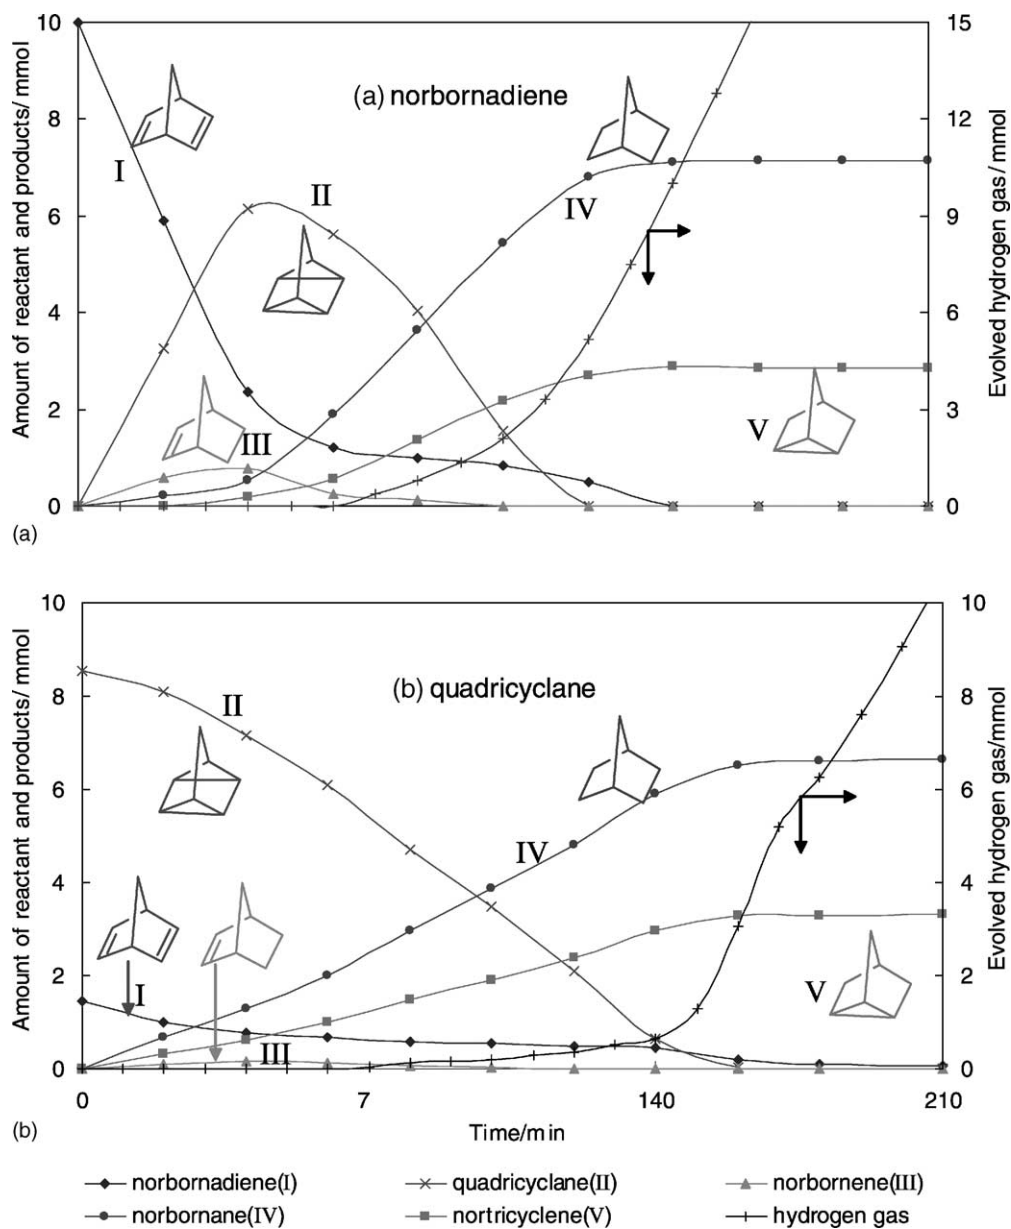 10
8
6
4
2
0
Amount of reactant and products/ mmol
(a) norbornadiene
I
II
III
IV
V
15
12
9
6
3
0
Evolved hydrogen gas/ mmol
(a)
10
8
6
4
2
0
Amount of reactant and products/ mmol
(b) quadricyclane
II
I
III
IV
V
10
8
6
4
2
0
Evolved hydrogen gas/mmol
0 7 140 210
(b)
Time/min
norbornadiene(I) quadricyclane(II) norbornene(III)
norbornane(IV) nortricyclene(V) hydrogen gas